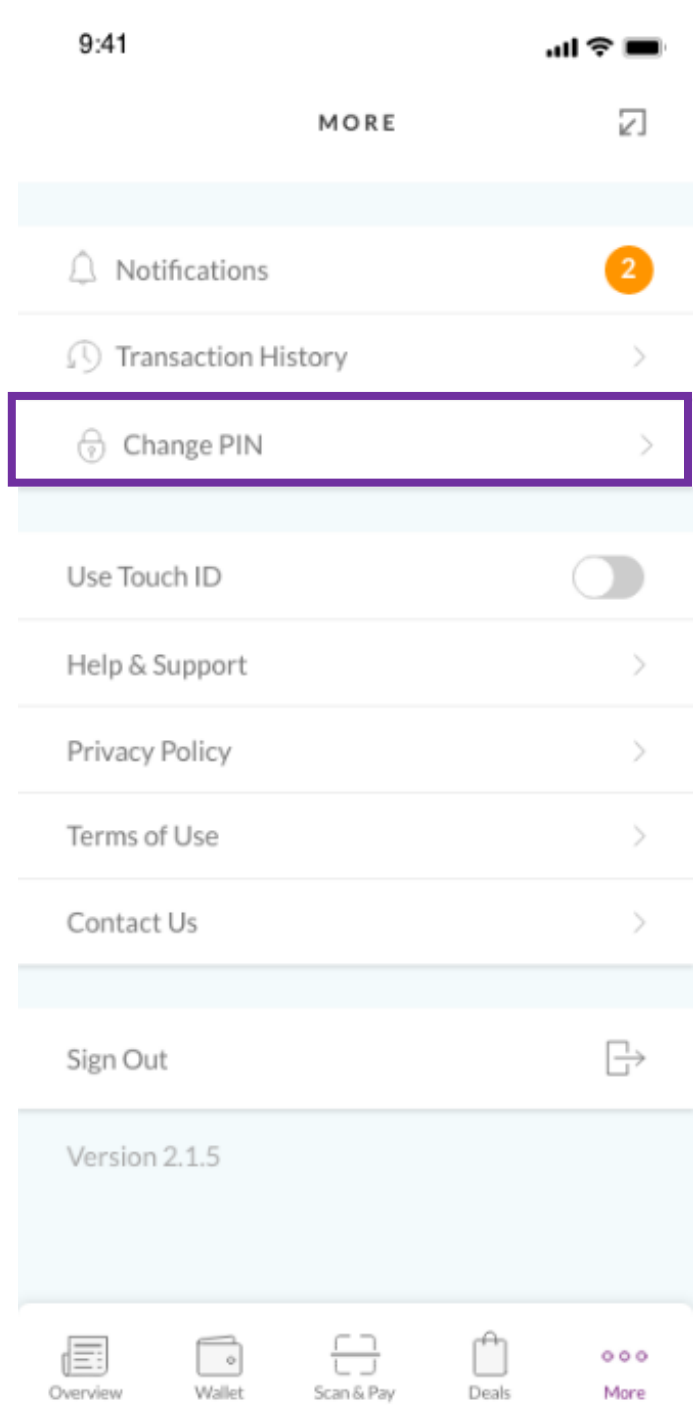 9:41
MORE
Notifications
2
Transaction History
Change PIN
Use Touch ID
Help & Support
Privacy Policy
Terms of Use
Contact Us
Sign Out
Version 2.1.5
Overview Wallet Scan & Pay Deals More